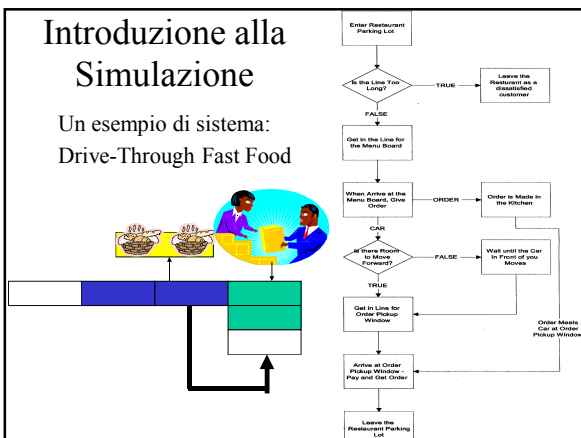 Introduzione alla
Simulazione
Un esempio di sistema:
Drive-Through Fast Food
Enter Restaurant
Parking Lot
Is the Line Too
Long?
TRUE
Leave the
Resturant as a
dissatisfied
customer
FALSE
Get in the Line for
the Menu Board
When Arrive at the
Menu Board, Give
Order
ORDER
Order is Made in
the Kitchen
CAR
Is there Room
to Move
Forward?
FALSE
Wait until the Car
In Front of you
Moves
TRUE
Get in Line for
Order Pickup
Window
Order Meets
Car at Order
Pickup Window
Arrive at Order
Pickup Window -
Pay and Get Order
Leave the
Restaurant Parking
Lot